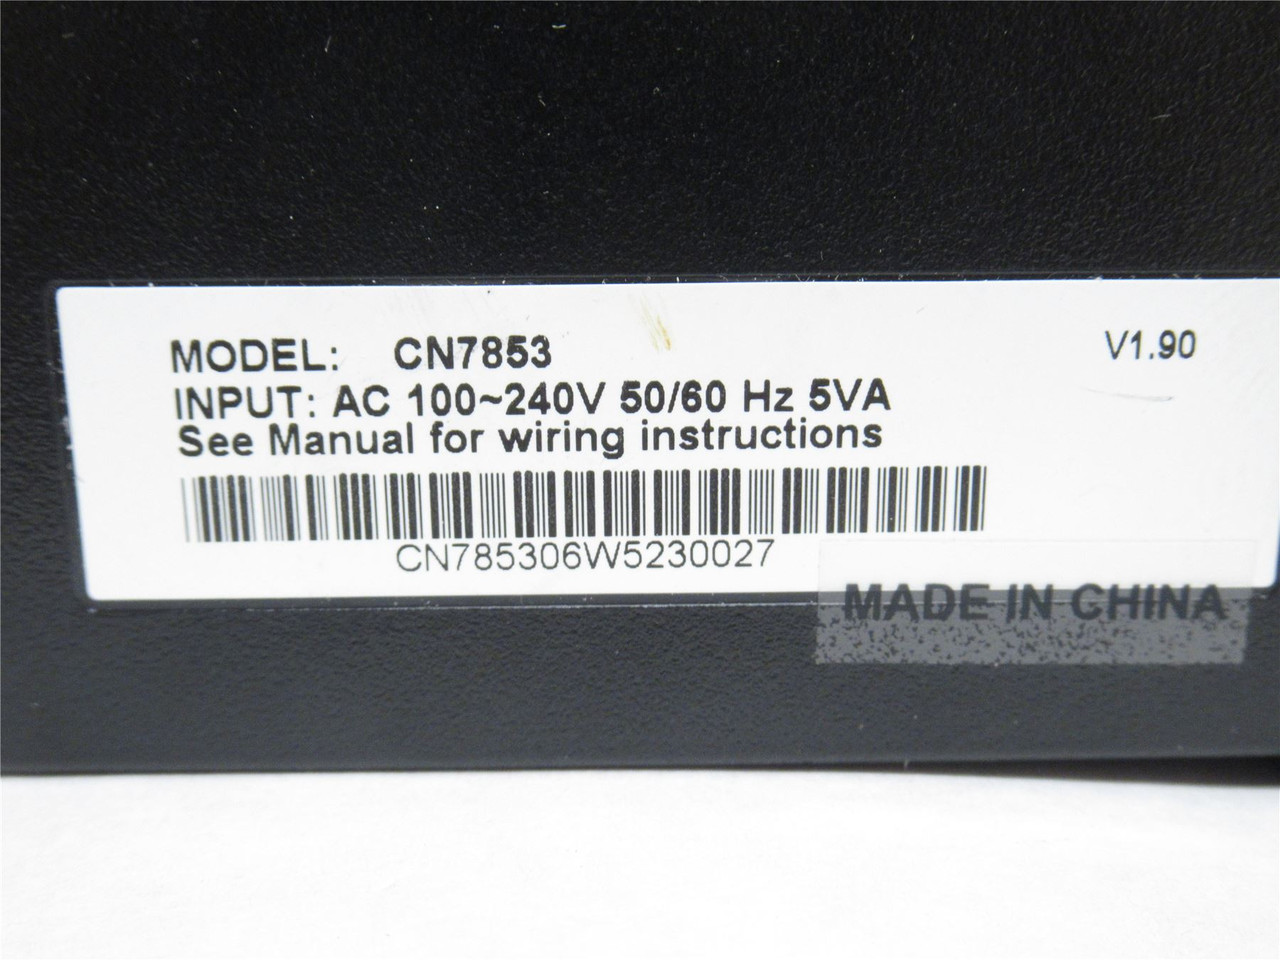 MODEL: CN7853 V1.90
INPUT: AC 100~240V 50/60 Hz 5VA
See Manual for wiring instructions
CN785306W5230027
MADE IN CHINA